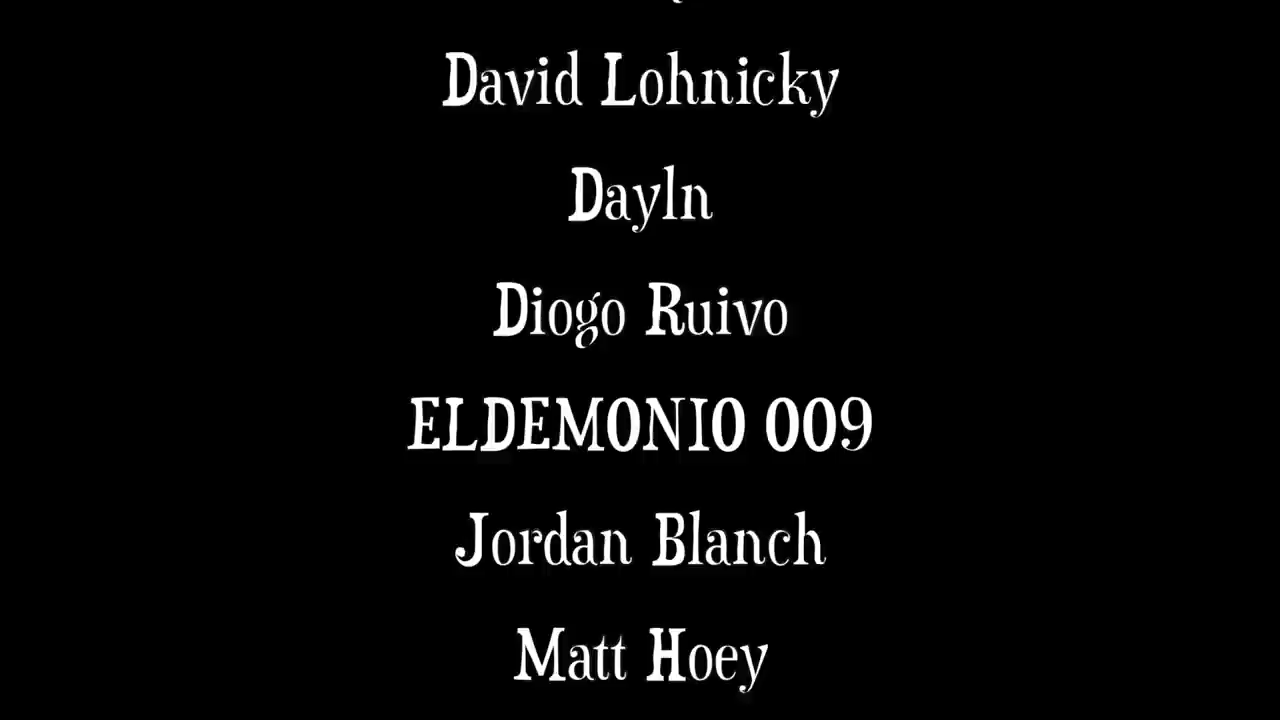 David Lohnicky
Dayln
Diogo Ruivo
ELDEMONIO 009
Jordan Blanch
Matt Hoey